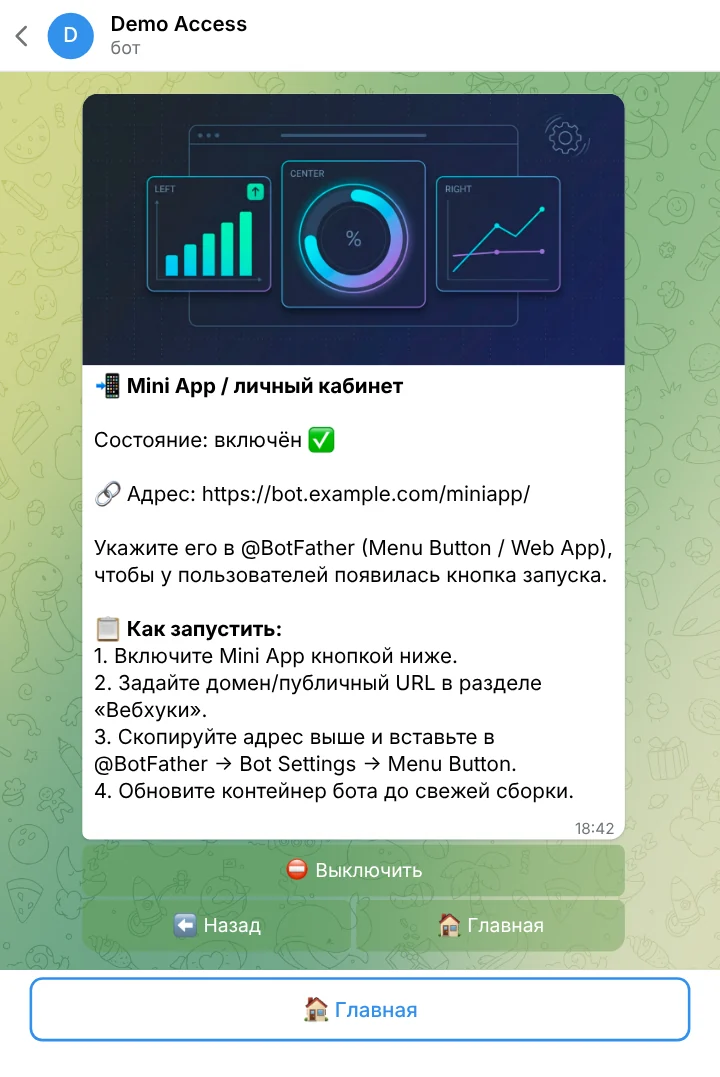 D
Demo Access
бот
LEFT
CENTER
RIGHT
%
📲 Mini App / личный кабинет
Состояние: включён ✅
🔗 Адрес: https://bot.example.com/miniapp/
Укажите его в @BotFather (Menu Button / Web App),
чтобы у пользователей появилась кнопка запуска.
📋 Как запустить:
1. Включите Mini App кнопкой ниже.
2. Задайте домен/публичный URL в разделе
«Вебхуки».
3. Скопируйте адрес выше и вставьте в
@BotFather → Bot Settings → Menu Button.
4. Обновите контейнер бота до свежей сборки.
18:42
⛔ Выключить
⬅️ Назад
🏠 Главная
🏠 Главная